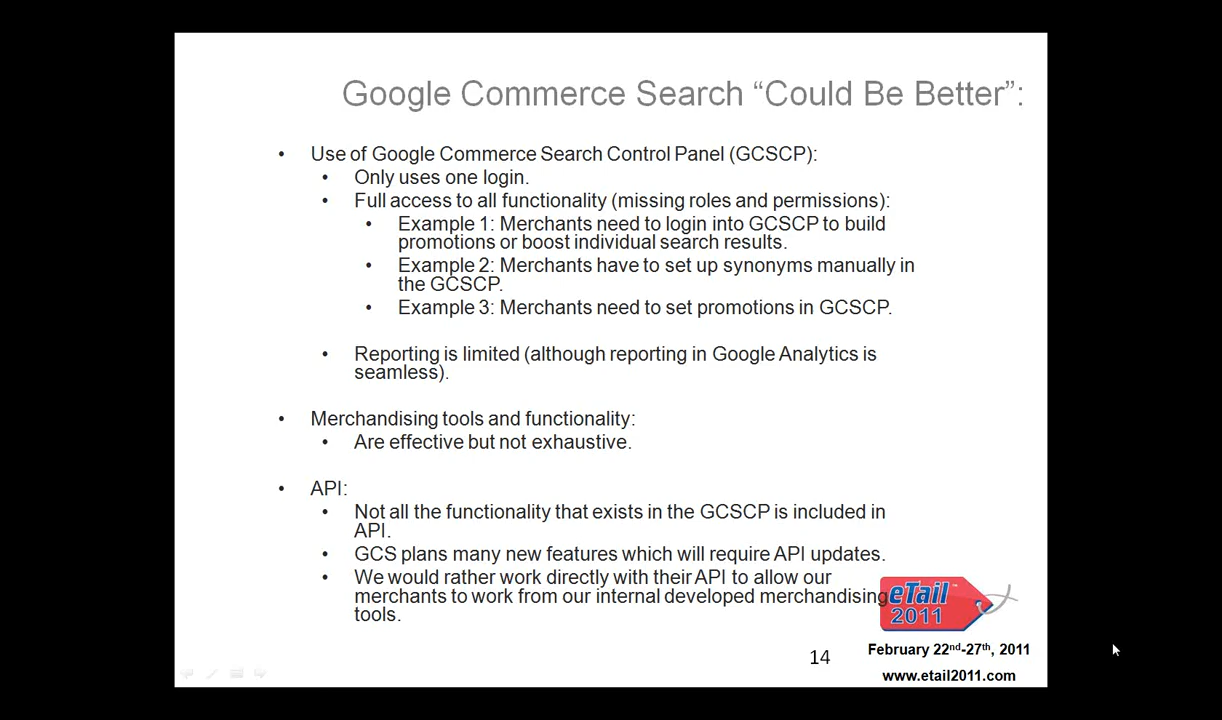 Google Commerce Search “Could Be Better”:
• Use of Google Commerce Search Control Panel (GCSCP):
• Only uses one login.
• Full access to all functionality (missing roles and permissions):
• Example 1: Merchants need to login into GCSCP to build
promotions or boost individual search results.
• Example 2: Merchants have to set up synonyms manually in
the GCSCP.
• Example 3: Merchants need to set promotions in GCSCP.
• Reporting is limited (although reporting in Google Analytics is
seamless).
• Merchandising tools and functionality:
• Are effective but not exhaustive.
• API:
• Not all the functionality that exists in the GCSCP is included in
API.
• GCS plans many new features which will require API updates.
• We would rather work directly with their API to allow our
merchants to work from our internal developed merchandising
tools.
eTail™
2011
14
February 22nd-27th, 2011
www.etail2011.com